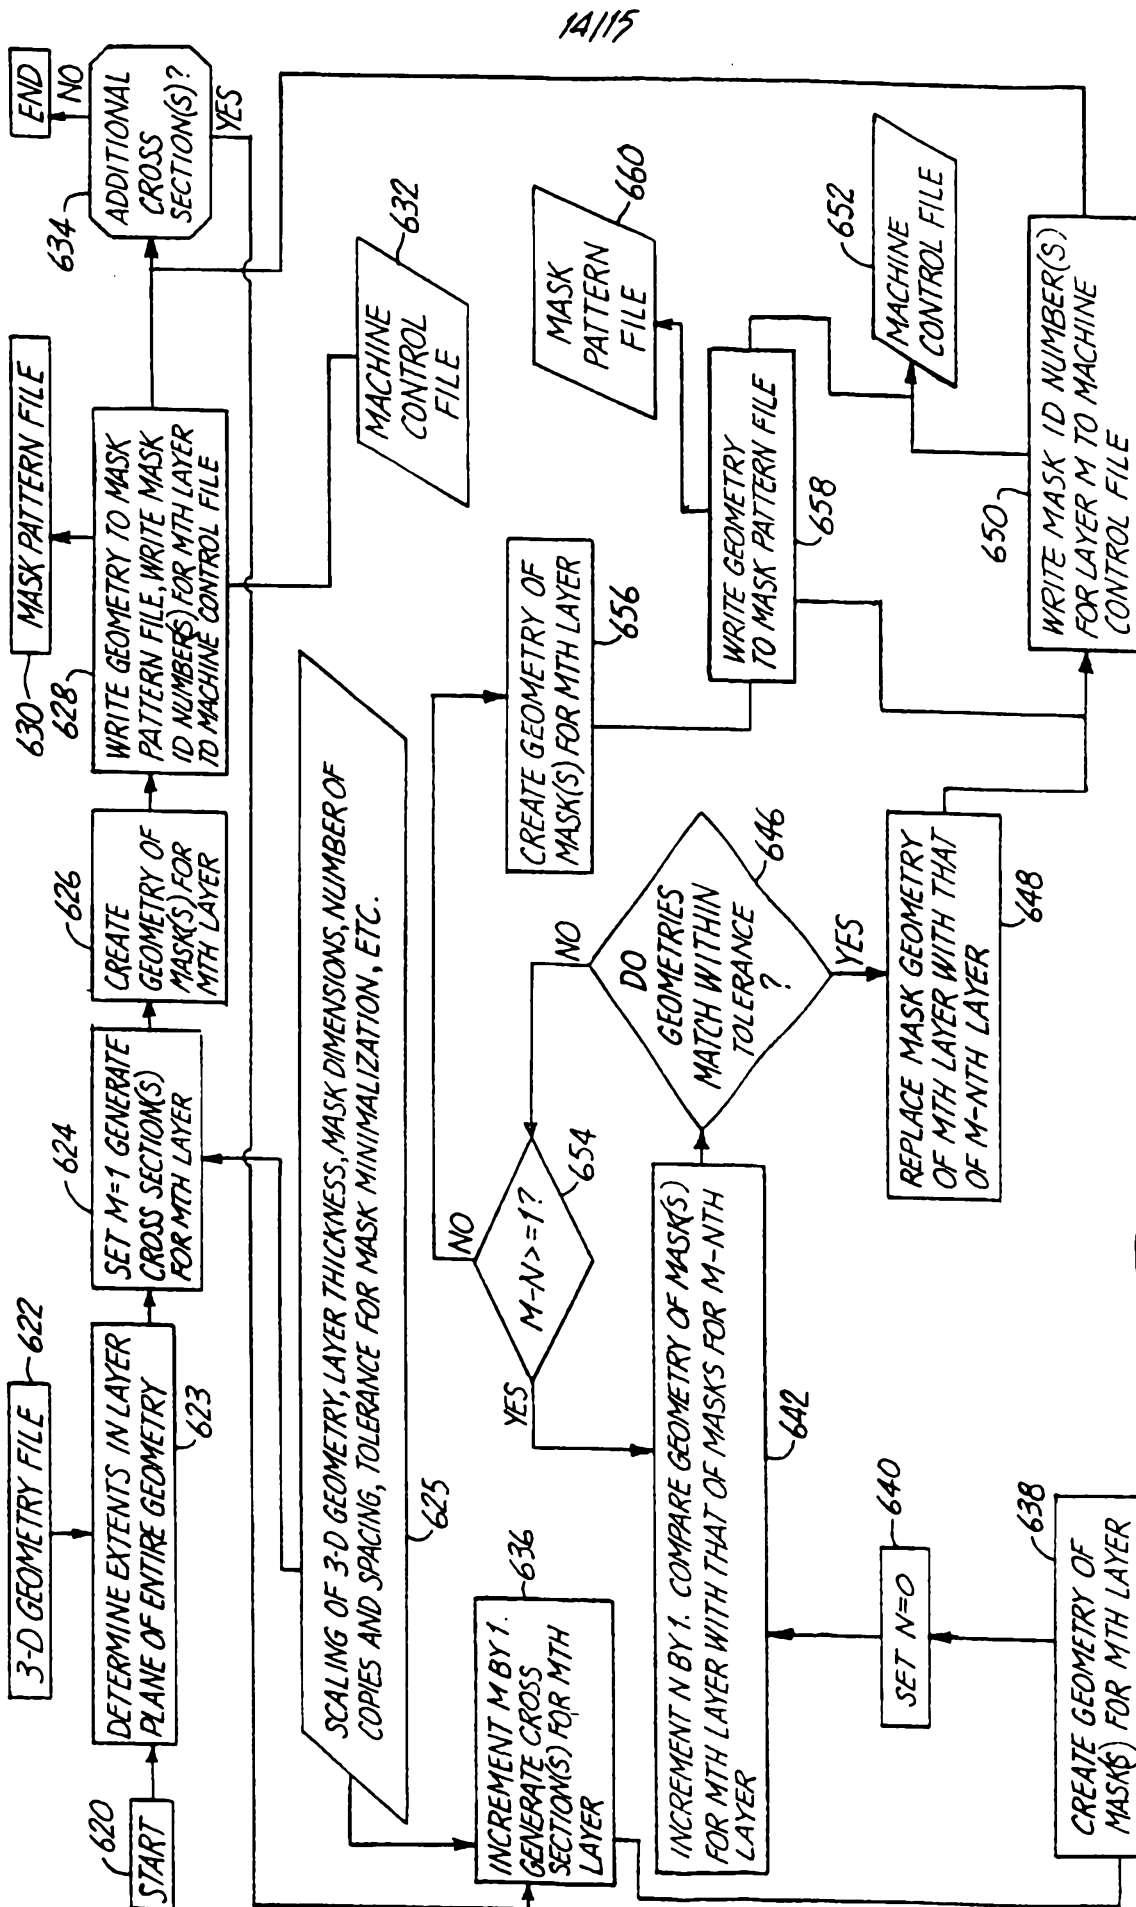 14/15
620
START
3-D GEOMETRY FILE
622
DETERMINE EXTENTS IN LAYER
PLANE OF ENTIRE GEOMETRY
623
624
SET M=1 GENERATE
CROSS SECTION(S)
FOR MTH LAYER
626
CREATE
GEOMETRY OF
MASK(S) FOR
MTH LAYER
630
MASK PATTERN FILE
628
WRITE GEOMETRY TO MASK
PATTERN FILE, WRITE MASK
ID NUMBER(S) FOR MTH LAYER
TO MACHINE CONTROL FILE
634
ADDITIONAL
CROSS
SECTION(S)?
NO
END
YES
632
MACHINE
CONTROL
FILE
SCALING OF 3-D GEOMETRY, LAYER THICKNESS, MASK DIMENSIONS, NUMBER OF
COPIES AND SPACING, TOLERANCE FOR MASK MINIMALIZATION, ETC.
625
636
INCREMENT M BY 1.
GENERATE CROSS
SECTION(S) FOR MTH
LAYER
YES
M-N>=1?
NO
654
NO
CREATE GEOMETRY OF
MASK(S) FOR MTH LAYER
656
MASK
PATTERN
FILE
660
INCREMENT N BY 1. COMPARE GEOMETRY OF MASK(S)
FOR MTH LAYER WITH THAT OF MASKS FOR M-NTH
LAYER
642
DO
GEOMETRIES
MATCH WITHIN
TOLERANCE
?
646
YES
WRITE GEOMETRY
TO MASK PATTERN FILE
658
652
MACHINE
CONTROL FILE
SET N=0
640
REPLACE MASK GEOMETRY
OF MTH LAYER WITH THAT
OF M-NTH LAYER
648
638
CREATE GEOMETRY OF
MASK(S) FOR MTH LAYER
650
WRITE MASK ID NUMBER(S)
FOR LAYER M TO MACHINE
CONTROL FILE